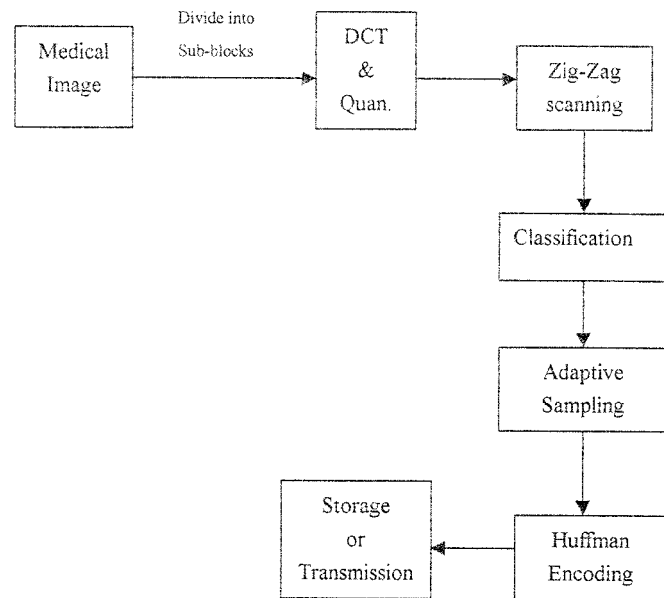 Medical
Image
Divide into
Sub-blocks
DCT
&
Quan.
Zig-Zag
scanning
Classification
Adaptive
Sampling
Huffman
Encoding
Storage
or
Transmission